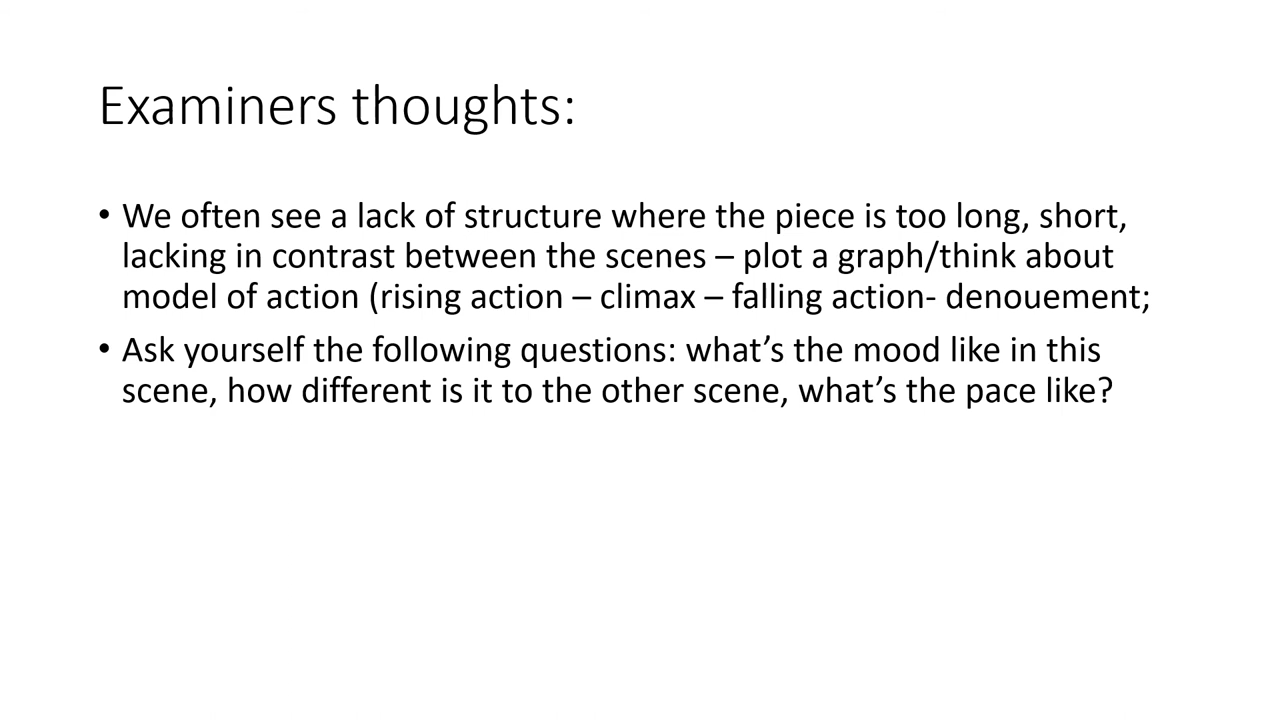 Examiners thoughts:
• We often see a lack of structure where the piece is too long, short,
lacking in contrast between the scenes – plot a graph/think about
model of action (rising action – climax – falling action- denouement;
• Ask yourself the following questions: what’s the mood like in this
scene, how different is it to the other scene, what’s the pace like?